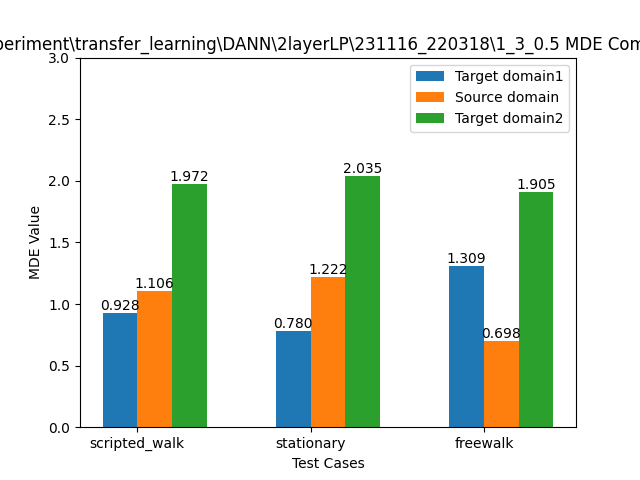 periment\transfer_learning\DANN\2layerLP\231116_220318\1_3_0.5 MDE Com
3.0
2.5
2.0
1.5
1.0
0.5
0.0
MDE Value
Target domain1
Source domain
Target domain2
0.928
1.106
1.972
0.780
1.222
2.035
1.309
0.698
1.905
scripted_walk
stationary
freewalk
Test Cases